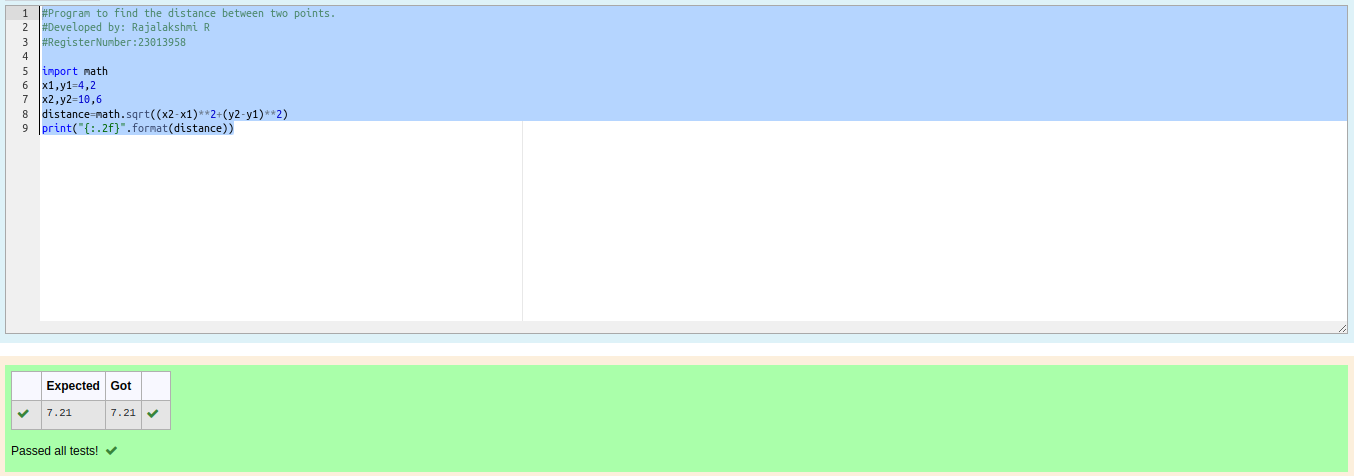 1 #Program to find the distance between two points.
2 #Developed by: Rajalakshmi R
3 #RegisterNumber:23013958
4
5 import math
6 x1,y1=4,2
7 x2,y2=10,6
8 distance=math.sqrt((x2-x1)**2+(y2-y1)**2)
9 print("{:.2f}".format(distance))
Expected Got
7.21 7.21
Passed all tests!